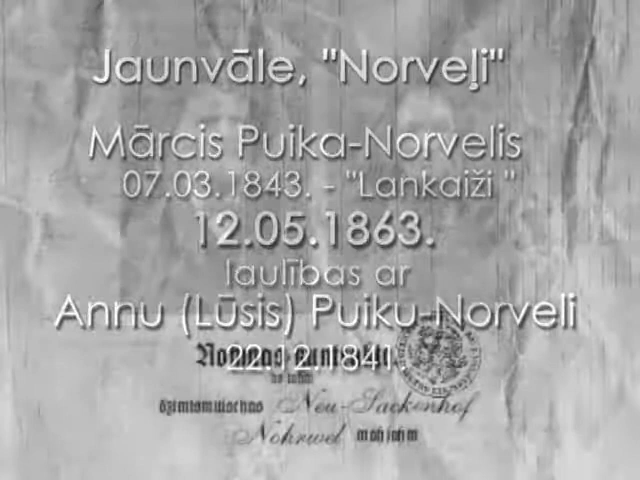 Jaunvāle, "Norveļi"
Mārcis Puika-Norvelis
07.03.1843. - "Lankaiži "
12.05.1863.
laulības ar
Annu (Lūsis) Puiku-Norveli
22.12.1841.
Neu-Sackenhof
Nohrwel mahjahm